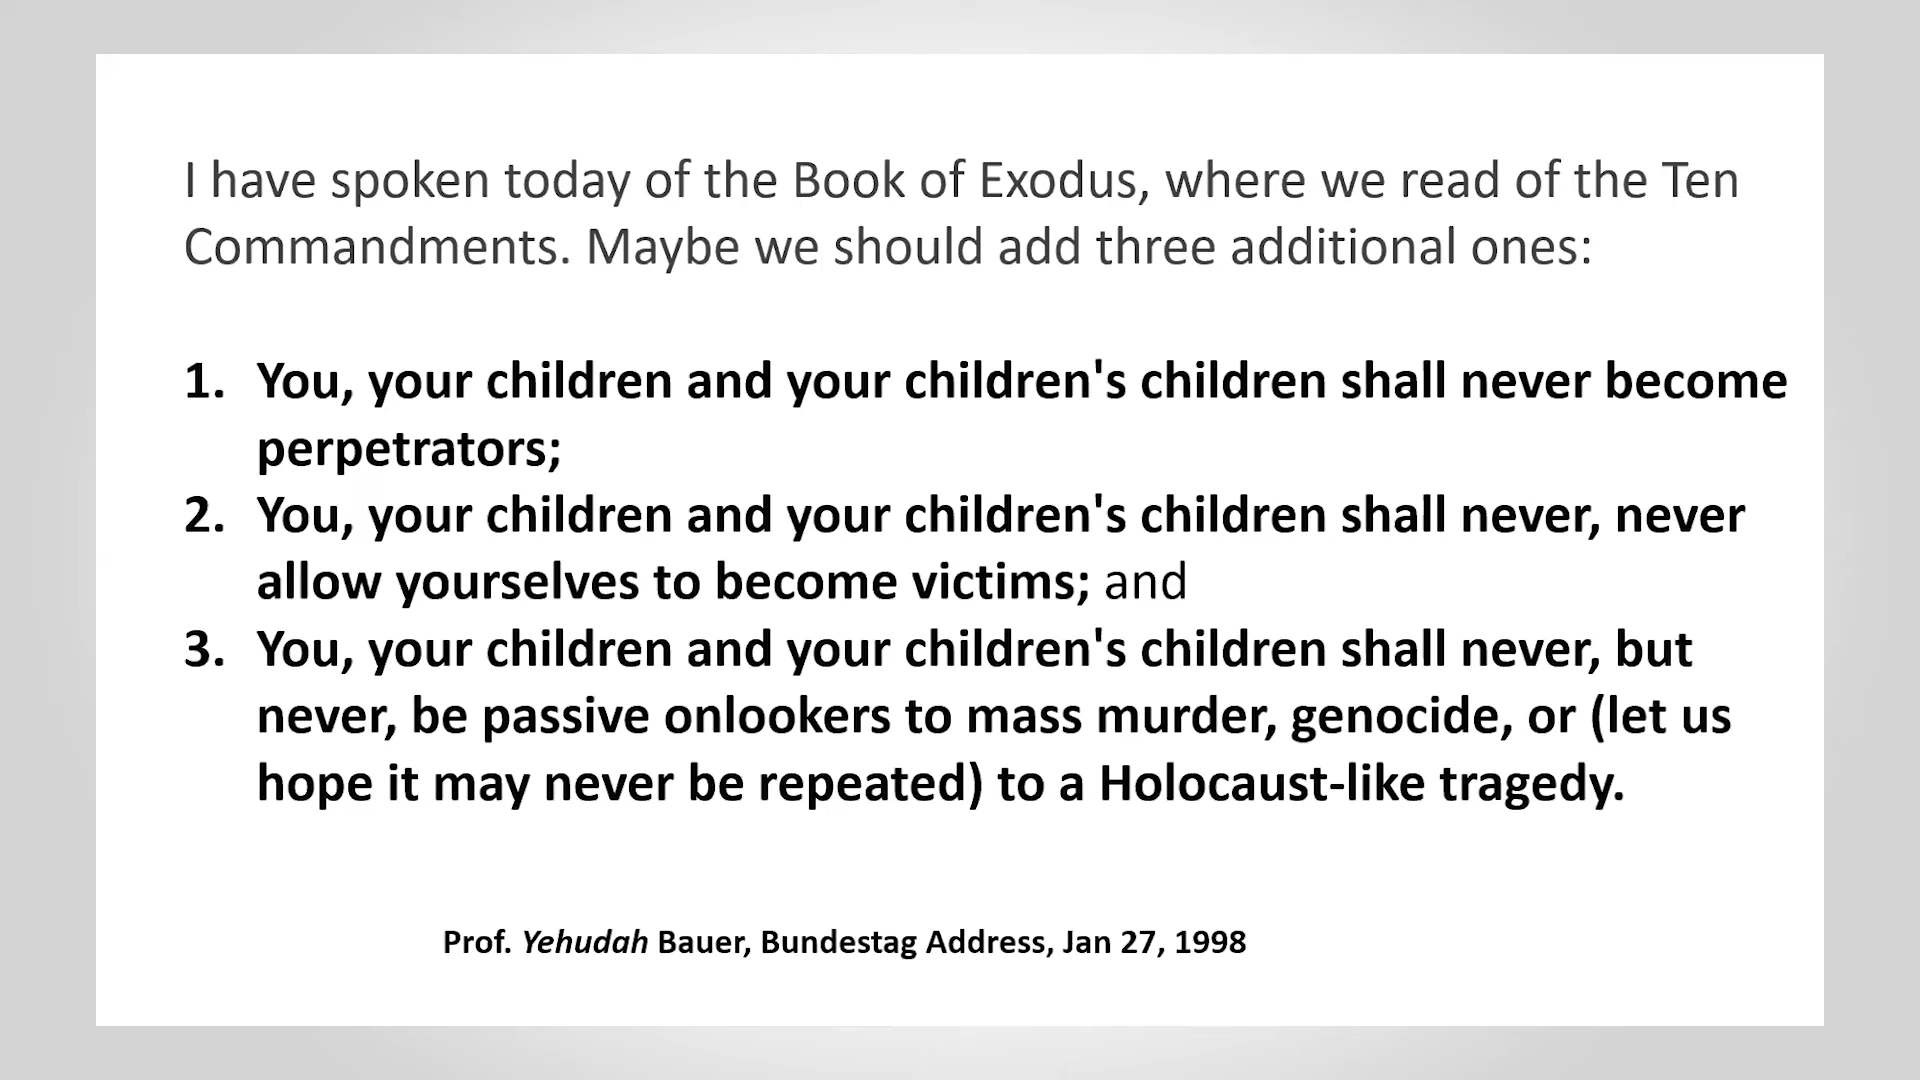 I have spoken today of the Book of Exodus, where we read of the Ten
Commandments. Maybe we should add three additional ones:
1. You, your children and your children's children shall never become
perpetrators;
2. You, your children and your children's children shall never, never
allow yourselves to become victims; and
3. You, your children and your children's children shall never, but
never, be passive onlookers to mass murder, genocide, or (let us
hope it may never be repeated) to a Holocaust-like tragedy.
Prof. Yehudah Bauer, Bundestag Address, Jan 27, 1998